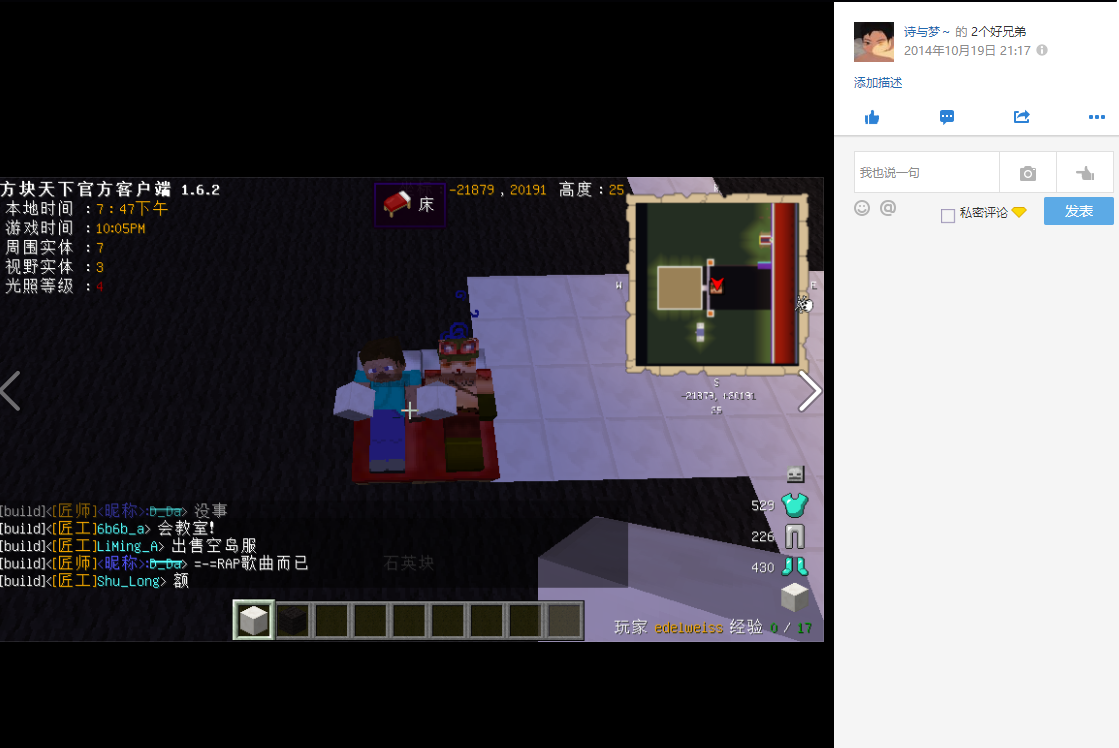 方块天下官方客户端 1.6.2
本地时间 :7:47下午
游戏时间 :10:05PM
周围实体 :7
视野实体 :3
光照等级 :4
床
-21879 , 20191 高度:25
W
S
529
226
430
[build]<[匠师]<昵称>:D_Da> 没事
[build]<[匠工]6b6b_a> 会教室!
[build]<[匠工]LiMing_A> 出售空岛服
[build]<[匠师]<昵称>:D_Da> =-=RAP歌曲而已
[build]<[匠工]Shu_Long> 额
石英块
玩家 edelweiss 经验 0 / 17
诗与梦~ 的 2个好兄弟
2014年10月19日 21:17
添加描述
我也说一句
@
私密评论
发表